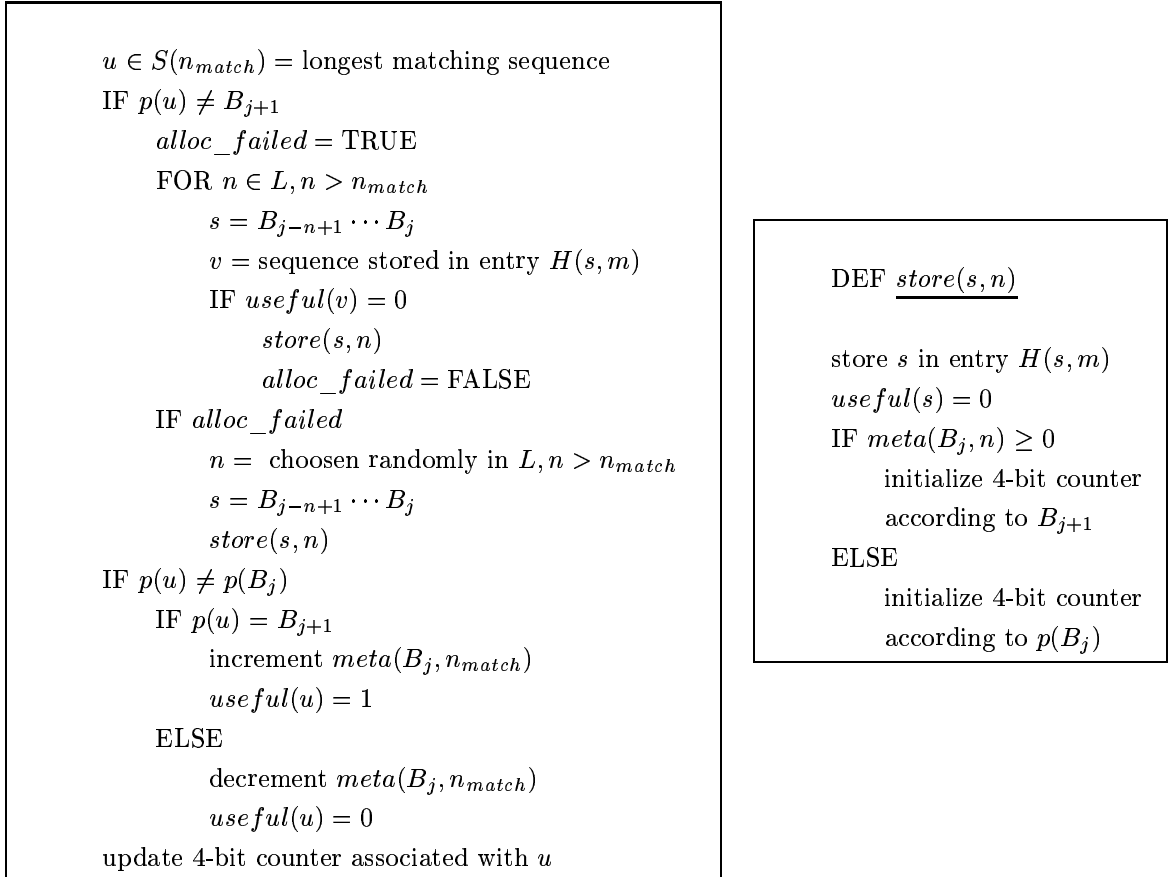 u ∈ S(n_match) = longest matching sequence
IF p(u) ≠ B_{j+1}
alloc_failed = TRUE
FOR n ∈ L, n > n_match
s = B_{j−n+1} ⋯ B_j
v = sequence stored in entry H(s, m)
IF useful(v) = 0
store(s, n)
alloc_failed = FALSE
IF alloc_failed
n = choosen randomly in L, n > n_match
s = B_{j−n+1} ⋯ B_j
store(s, n)
IF p(u) ≠ p(B_j)
IF p(u) = B_{j+1}
increment meta(B_j, n_match)
useful(u) = 1
ELSE
decrement meta(B_j, n_match)
useful(u) = 0
update 4-bit counter associated with u
DEF store(s, n)
store s in entry H(s, m)
useful(s) = 0
IF meta(B_j, n) ≥ 0
initialize 4-bit counter
according to B_{j+1}
ELSE
initialize 4-bit counter
according to p(B_j)